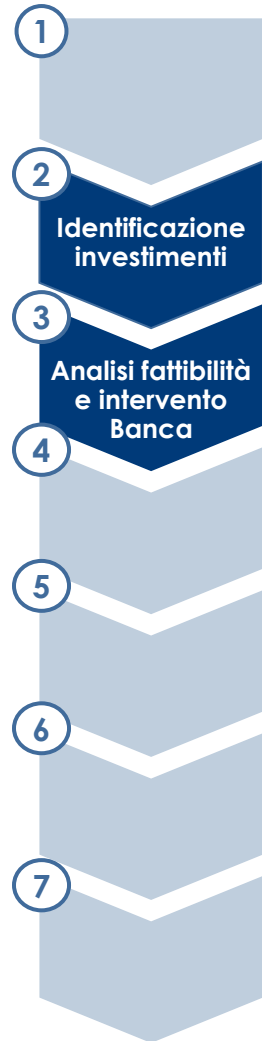 1
2
Identificazione
investimenti
3
Analisi fattibilità
e intervento
Banca
4
5
6
7